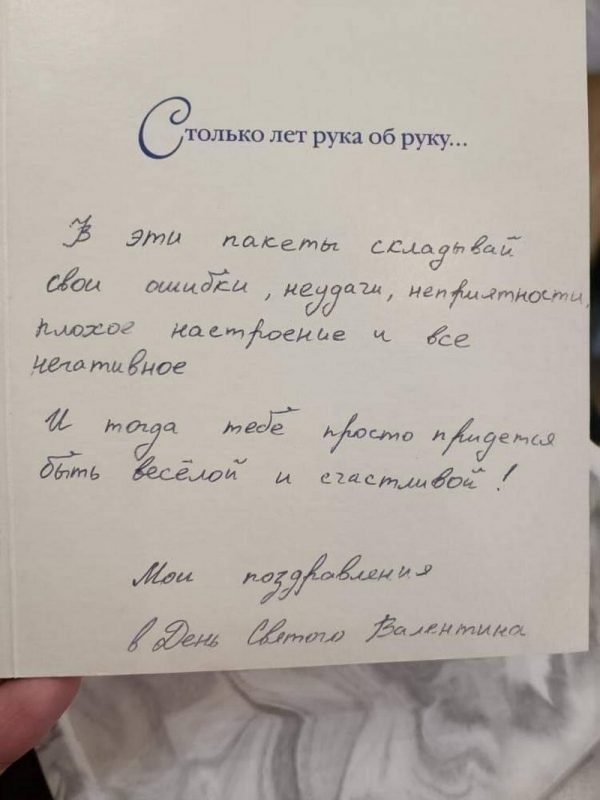 Столько лет рука об руку...
В эти пакеты складывай
свои ошибки, неудачи, неприятности,
плохое настроение и все
негативное
И тогда тебе просто придется
быть весёлой и счастливой!
Мои поздравления
в День Святого Валентина